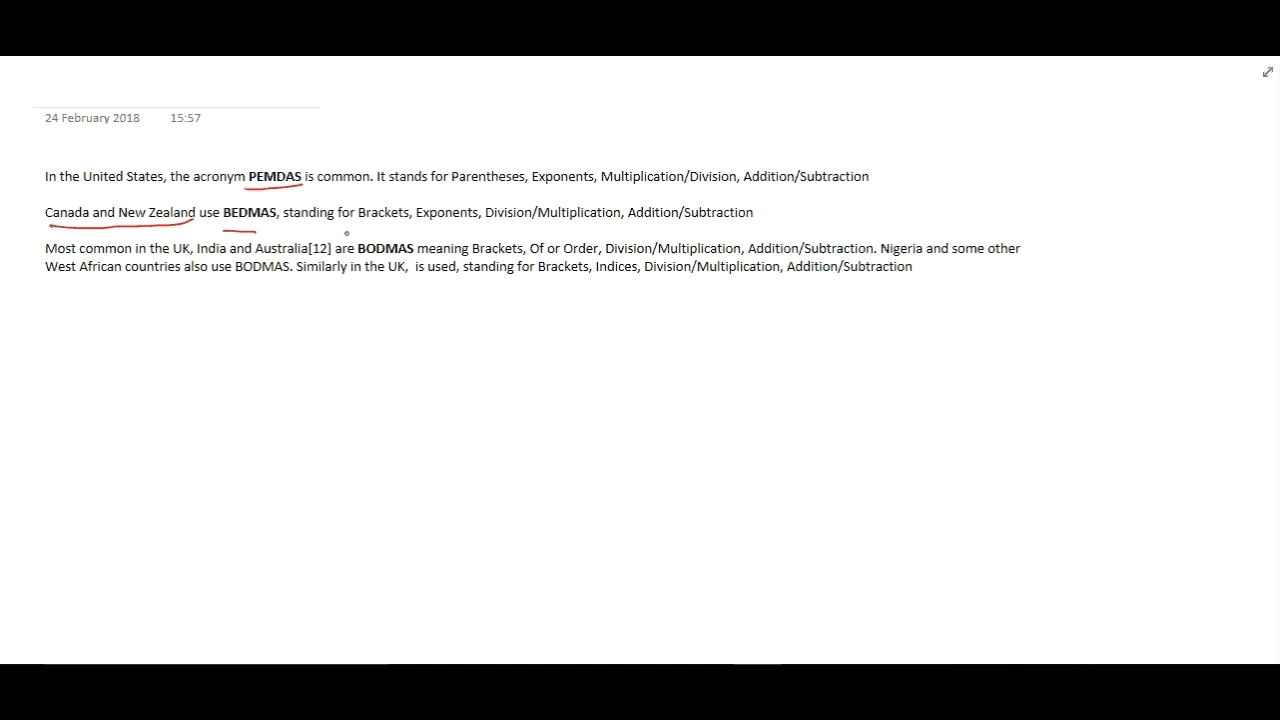 24 February 2018 15:57
In the United States, the acronym PEMDAS is common. It stands for Parentheses, Exponents, Multiplication/Division, Addition/Subtraction
Canada and New Zealand use BEDMAS, standing for Brackets, Exponents, Division/Multiplication, Addition/Subtraction
Most common in the UK, India and Australia[12] are BODMAS meaning Brackets, Of or Order, Division/Multiplication, Addition/Subtraction. Nigeria and some other
West African countries also use BODMAS. Similarly in the UK, is used, standing for Brackets, Indices, Division/Multiplication, Addition/Subtraction